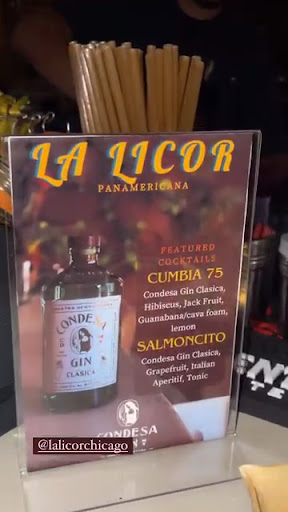 LA LICOR
PANAMERICANA
FEATURED
COCKTAILS
CUMBIA 75
Condesa Gin Clasica,
Hibiscus, Jack Fruit,
Guanabana/cava foam,
lemon
SALMONCITO
Condesa Gin Clasica,
Grapefruit, Italian
Aperitif, Tonic
CONDESA
GIN
CLASICA
CONDESA
@lalicorchicago